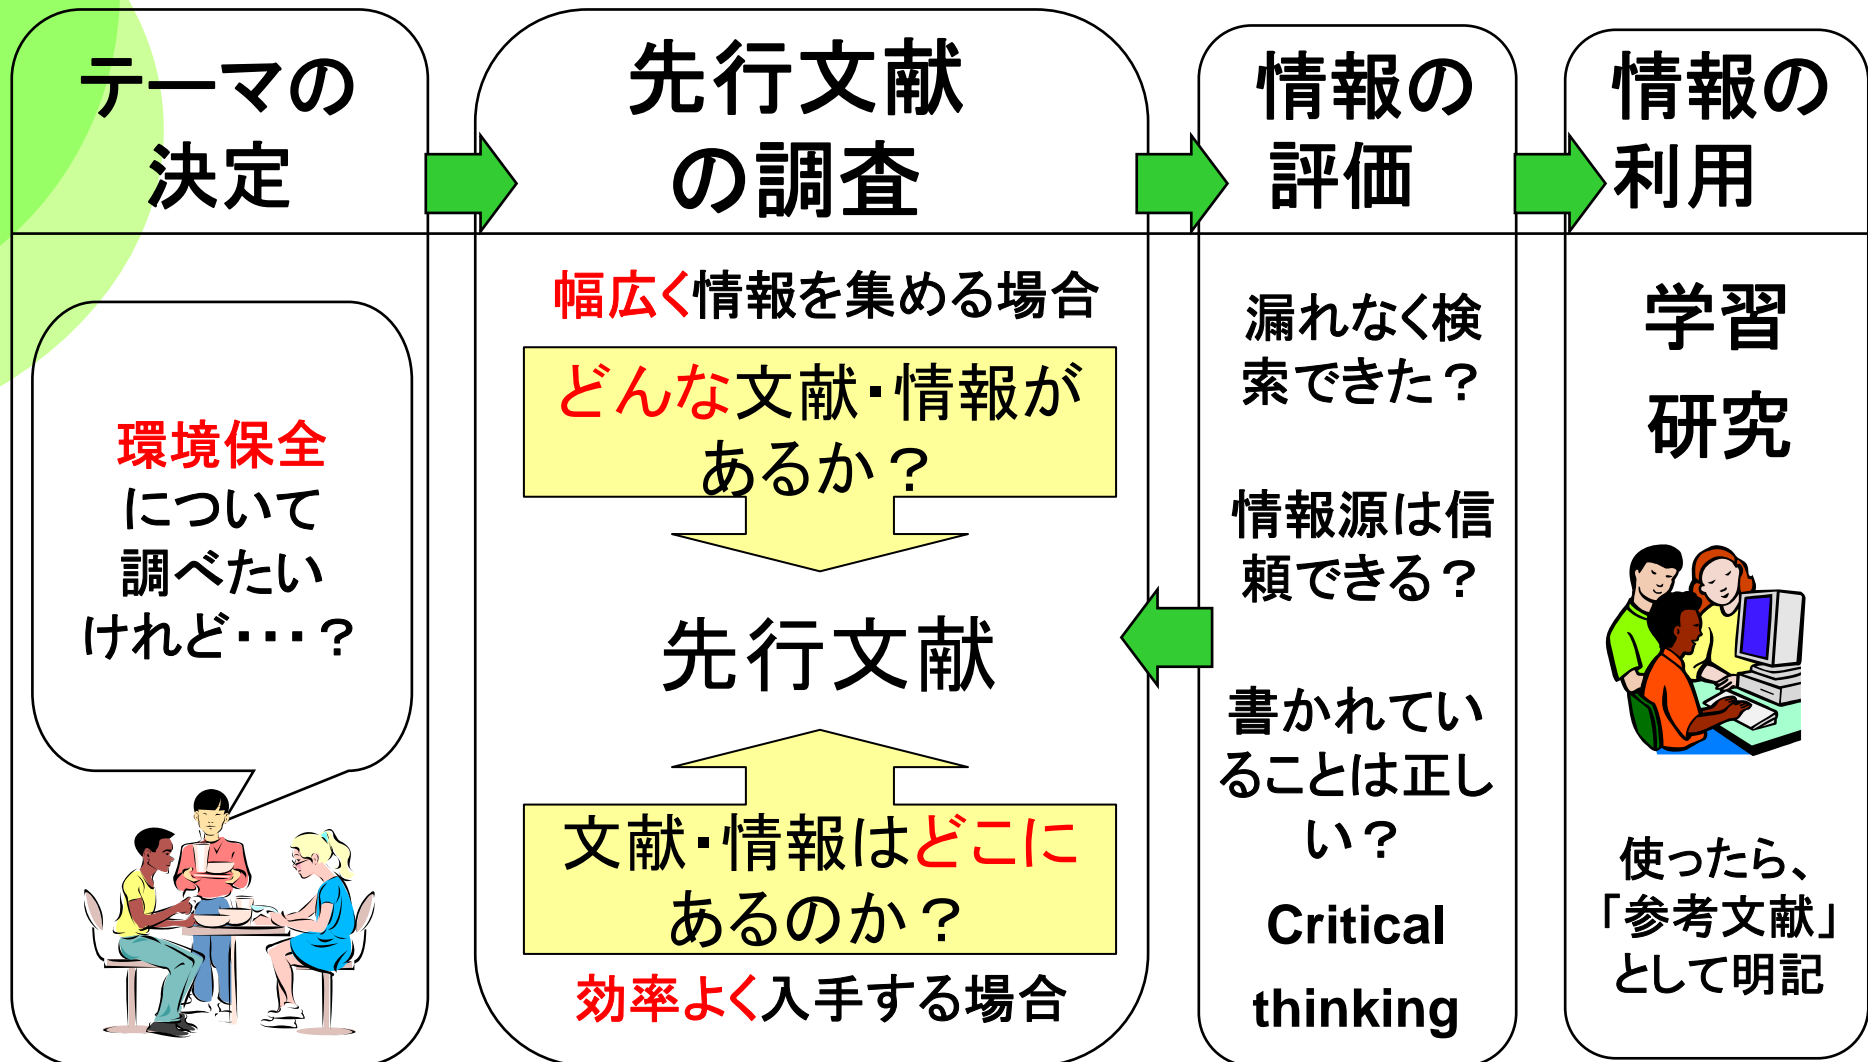 テーマの
決定
環境保全
について
調べたい
けれど・・・？
先行文献
の調査
幅広く情報を集める場合
どんな文献・情報が
あるか？
先行文献
文献・情報はどこに
あるのか？
効率よく入手する場合
情報の
評価
漏れなく検
索できた？
情報源は信
頼できる？
書かれてい
ることは正し
い？
Critical
thinking
情報の
利用
学習
研究
使ったら、
「参考文献」
として明記